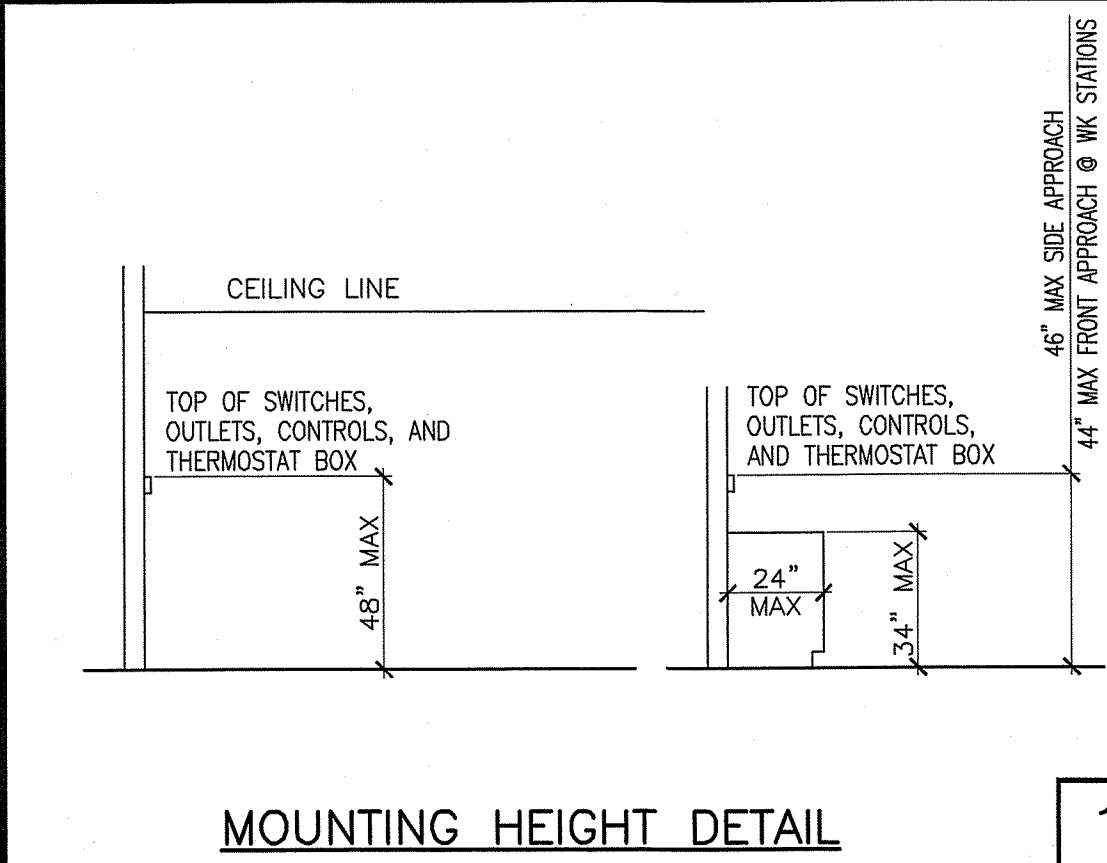 CEILING LINE
TOP OF SWITCHES,
OUTLETS, CONTROLS, AND
THERMOSTAT BOX
48" MAX
TOP OF SWITCHES,
OUTLETS, CONTROLS,
AND THERMOSTAT BOX
24"
MAX
34" MAX
46" MAX SIDE APPROACH
44" MAX FRONT APPROACH @ WK STATIONS
MOUNTING HEIGHT DETAIL